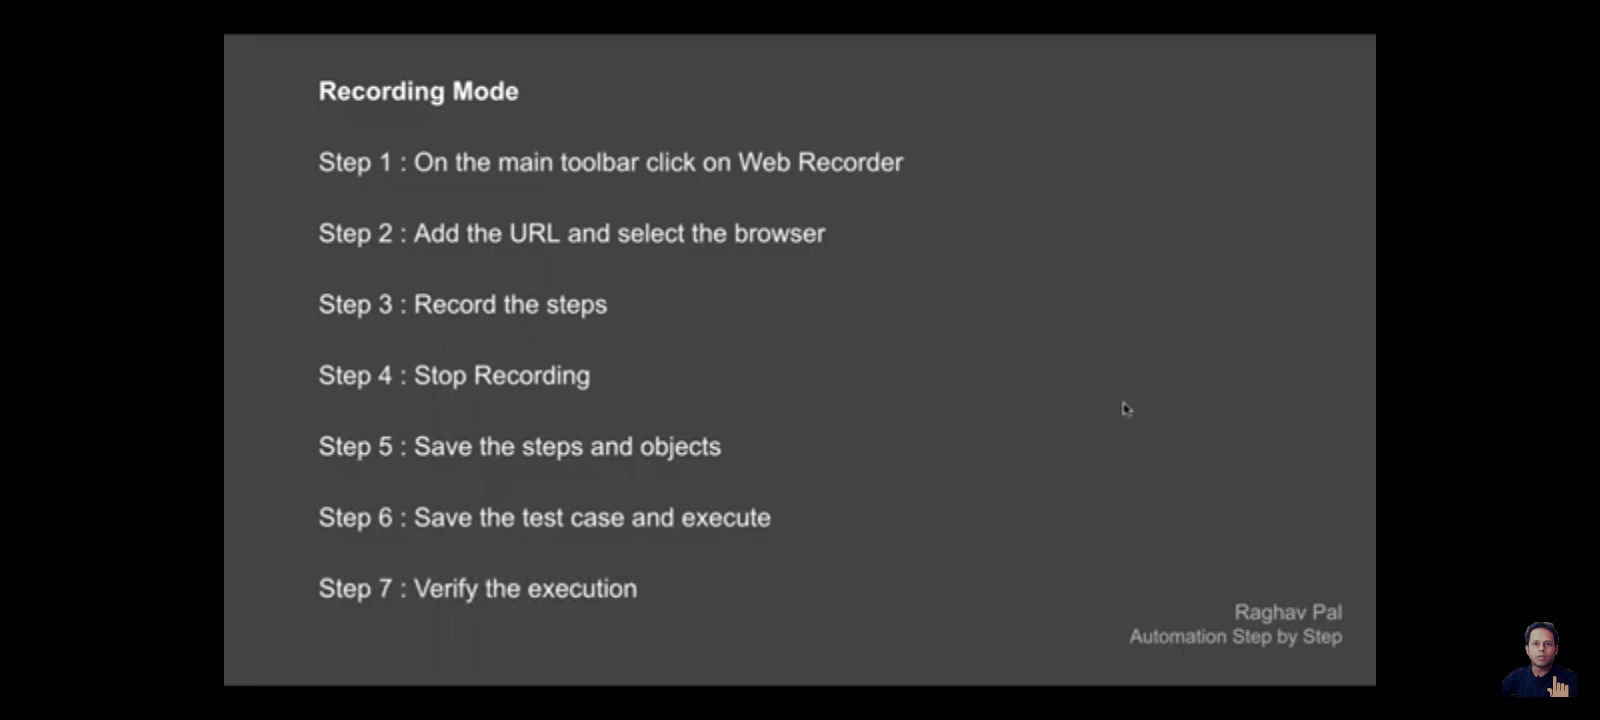 Recording Mode
Step 1 : On the main toolbar click on Web Recorder
Step 2 : Add the URL and select the browser
Step 3 : Record the steps
Step 4 : Stop Recording
Step 5 : Save the steps and objects
Step 6 : Save the test case and execute
Step 7 : Verify the execution
Raghav Pal
Automation Step by Step